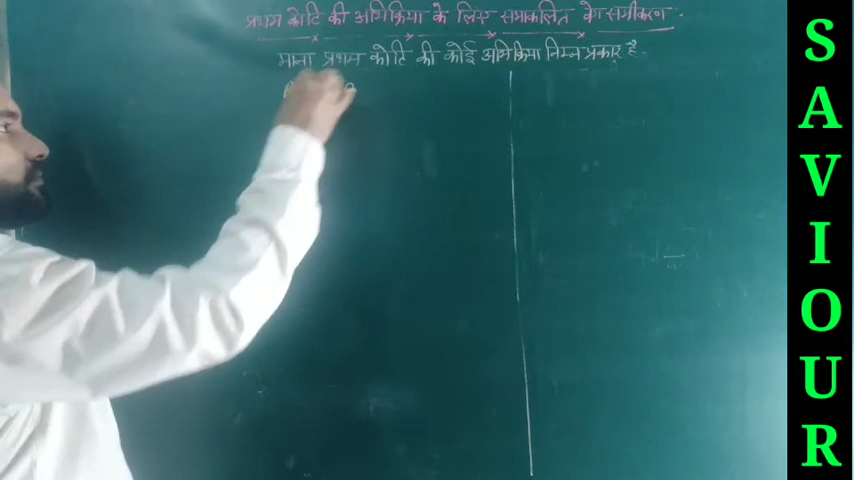 प्रथम कोटि की अभिक्रिया के लिए समाकलित वेग समीकरण :
माना प्रथम कोटि की कोई अभिक्रिया निम्न प्रकार है -
SAVIOUR